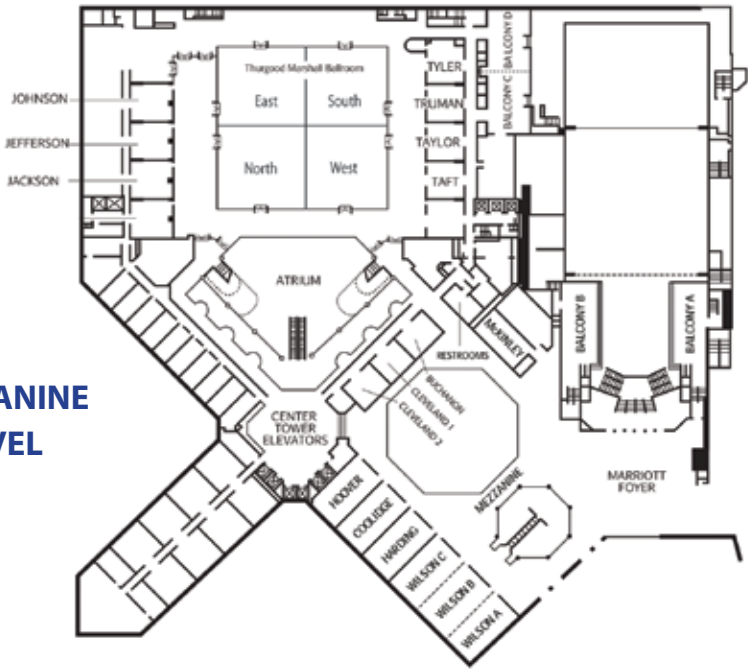 Thurgood Marshall Ballroom
East
South
North
West
JOHNSON
JEFFERSON
JACKSON
TYLER
TRUMAN
TAYLOR
TAFT
BALCONY D
BALCONY C
ATRIUM
RESTROOMS
McKINLEY
BALCONY B
BALCONY A
BUCHANON
CLEVELAND 1
CLEVELAND 2
ANINE
VEL
CENTER
TOWER
ELEVATORS
MEZZANINE
MARRIOTT
FOYER
HOOVER
COOLIDGE
HARDING
WILSON C
WILSON B
WILSON A